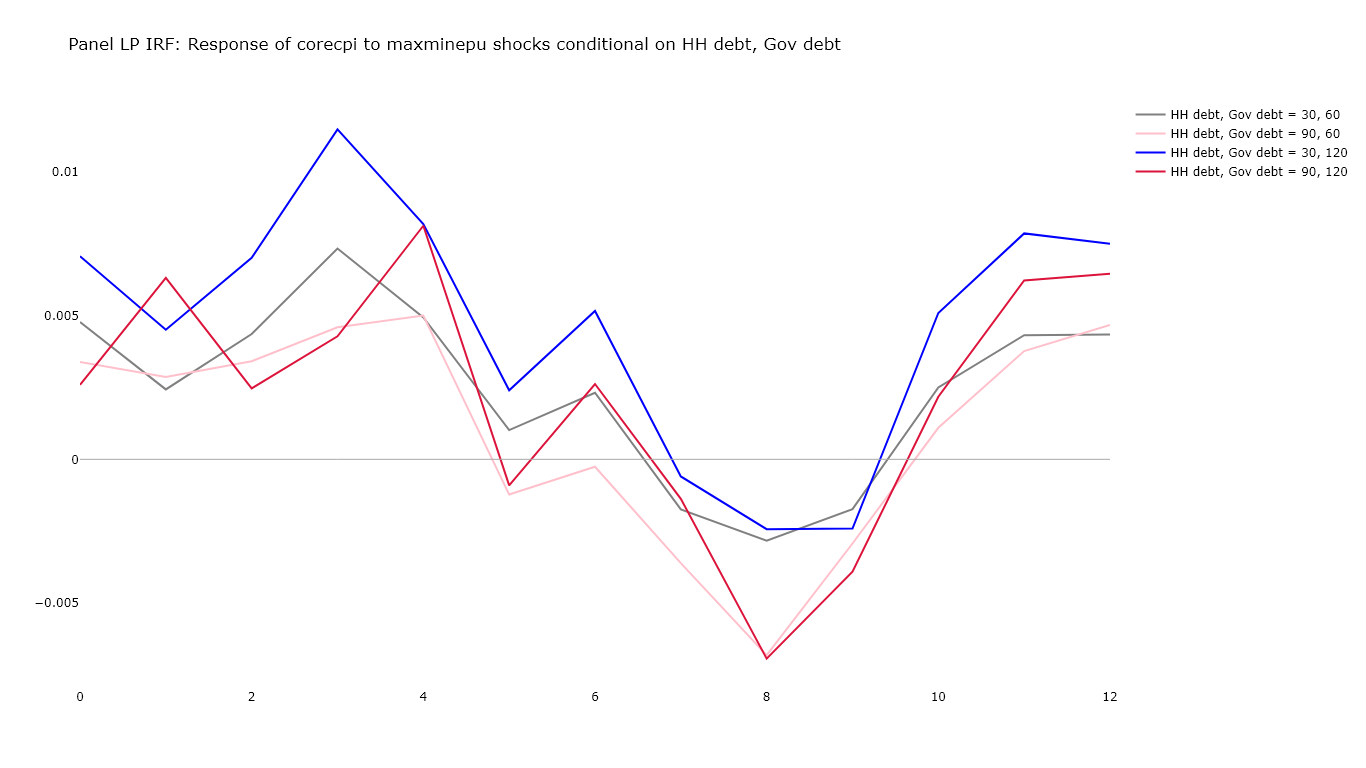 Panel LP IRF: Response of corecpi to maxminepu shocks conditional on HH debt, Gov debt
HH debt, Gov debt = 30, 60
HH debt, Gov debt = 90, 60
HH debt, Gov debt = 30, 120
HH debt, Gov debt = 90, 120
0.01
0.005
0
−0.005
0 2 4 6 8 10 12